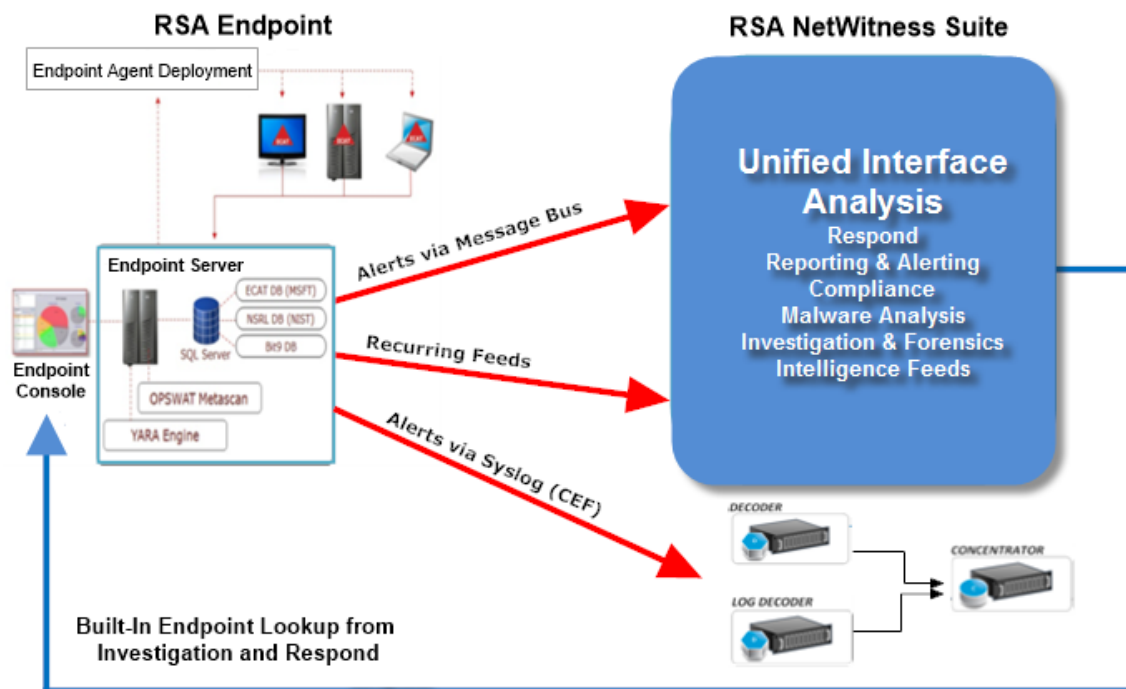 RSA Endpoint
RSA NetWitness Suite
Endpoint Agent Deployment
ECAT
ECAT
ECAT
Unified Interface
Analysis
Respond
Reporting & Alerting
Compliance
Malware Analysis
Investigation & Forensics
Intelligence Feeds
Alerts via Message Bus
Endpoint Server
ECAT DB (MSFT)
NSRL DB (NIST)
Bit9 DB
SQL Server
Endpoint
Console
OPSWAT Metascan
YARA Engine
Recurring Feeds
Alerts via Syslog (CEF)
DECODER
CONCENTRATOR
LOG DECODER
Built-In Endpoint Lookup from
Investigation and Respond